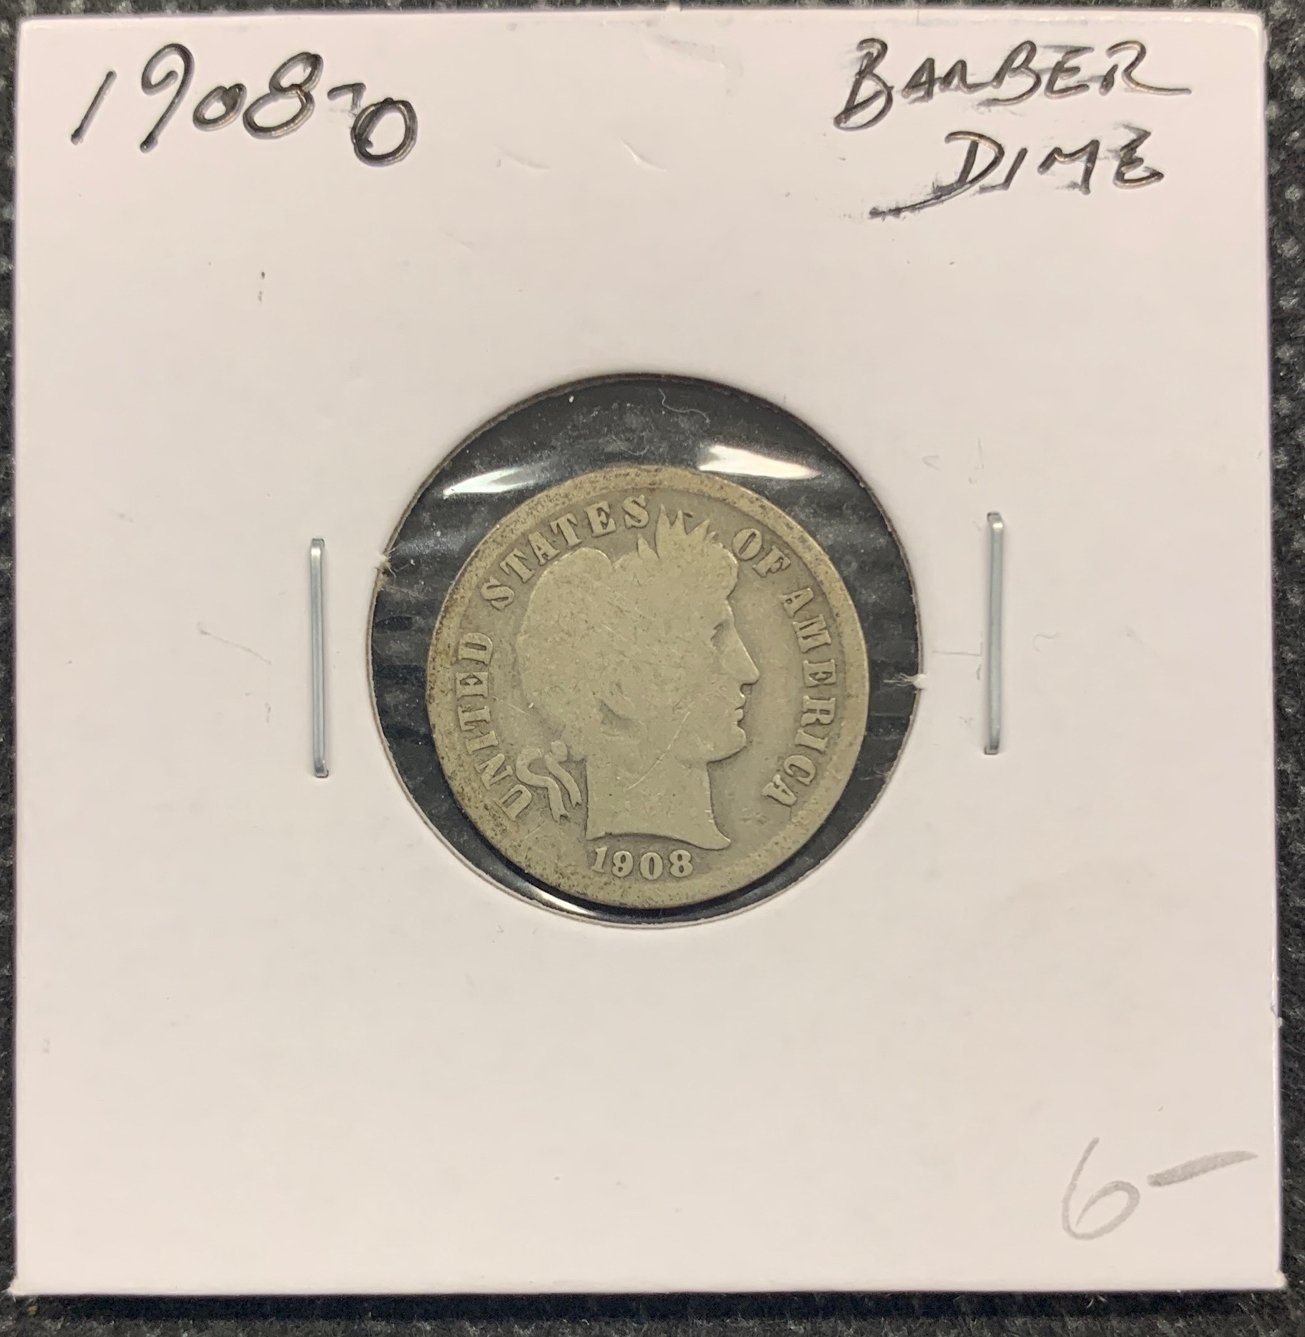 1908-O
BARBER
DIME
UNITED STATES OF AMERICA
1908
6-